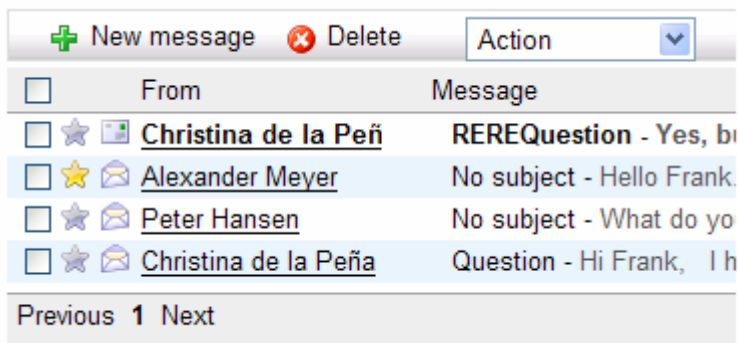 New message Delete Action
From Message
Christina de la Peñ REREQuestion - Yes, bu
Alexander Meyer No subject - Hello Frank.
Peter Hansen No subject - What do yo
Christina de la Peña Question - Hi Frank, I h
Previous 1 Next